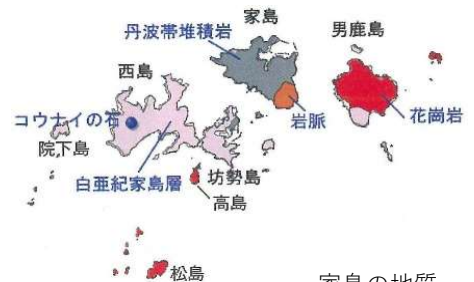 家島
丹波帯堆積岩
男鹿島
西島
コウナイの石
岩脈
花崗岩
院下島
坊勢島
白亜紀家島層
高島
松島
家島の地質